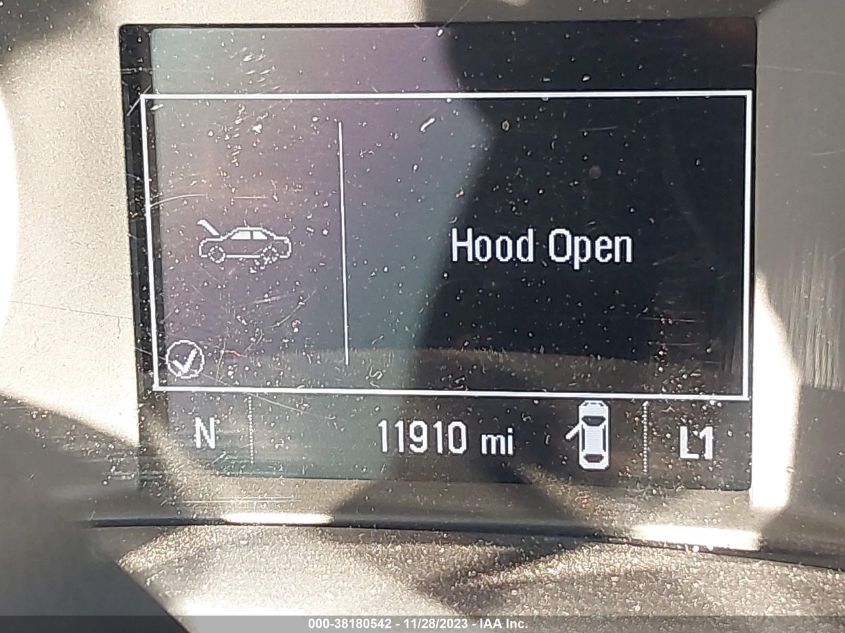 Hood Open
N 11910 mi L1
000-38180542 - 11/28/2023 - IAA Inc.